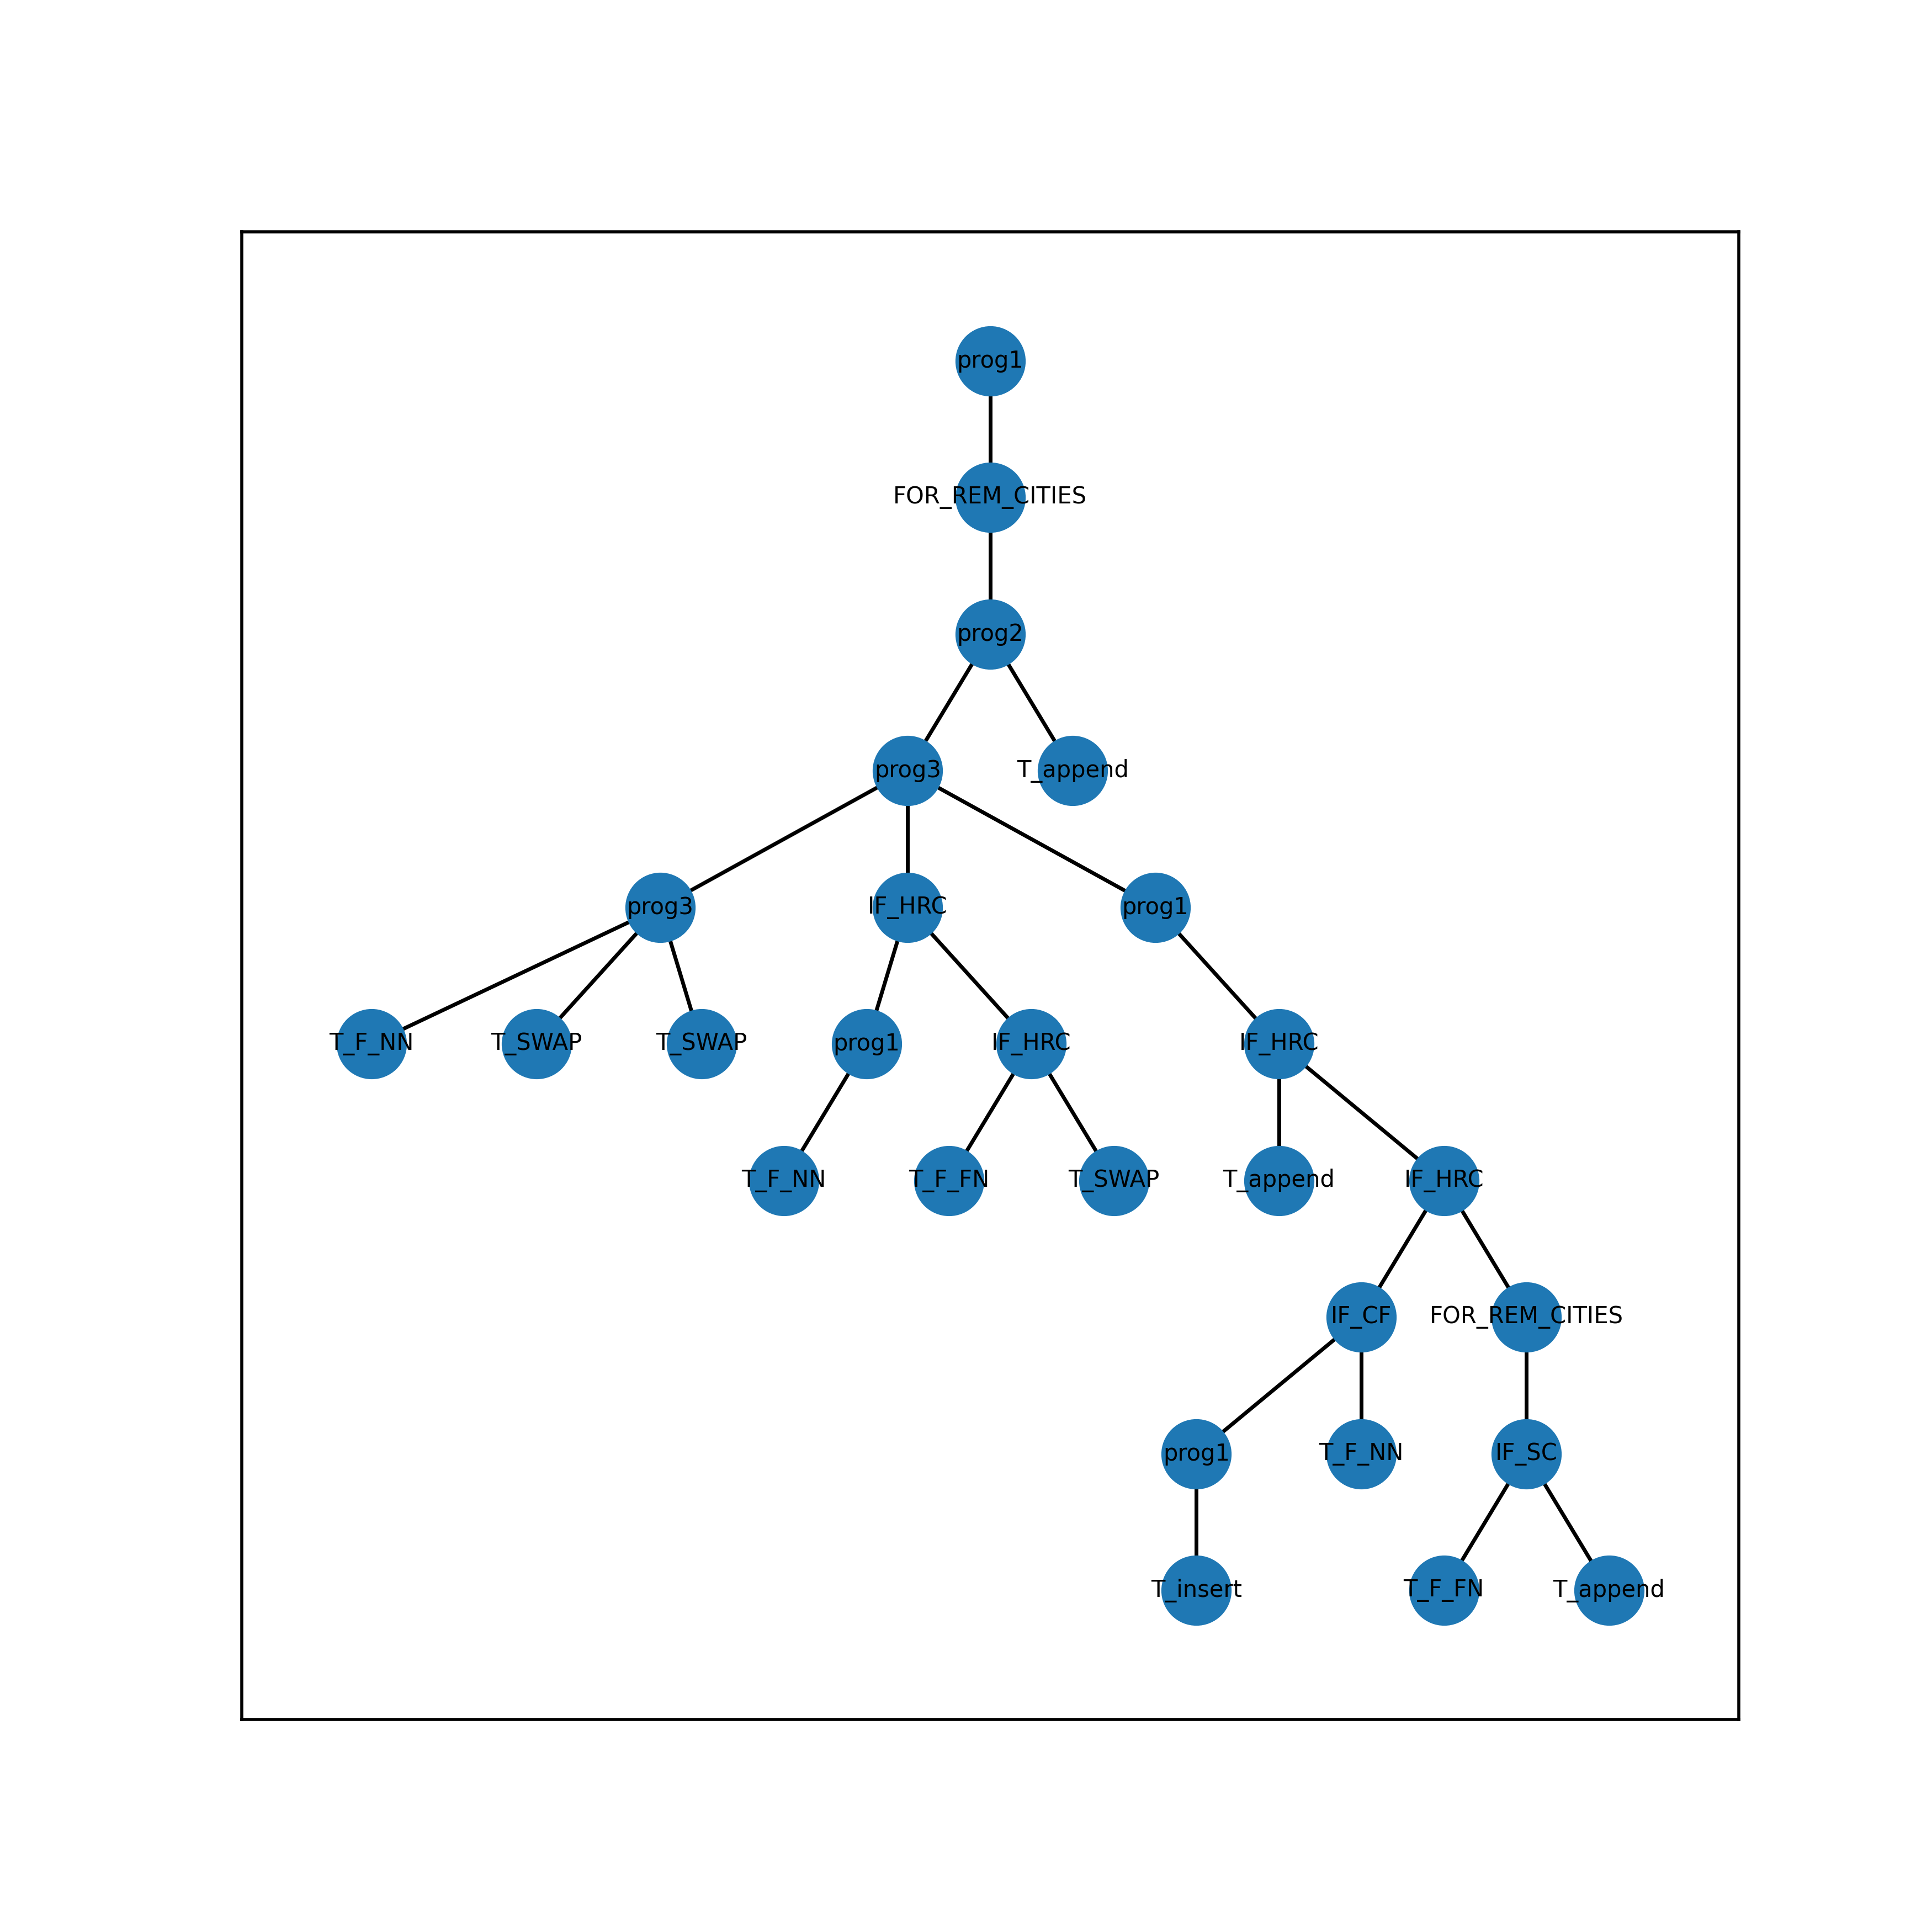 prog1
FOR_REM_CITIES
prog2
prog3
T_append
prog3
IF_HRC
prog1
T_F_NN
T_SWAP
T_SWAP
prog1
IF_HRC
IF_HRC
T_F_NN
T_F_FN
T_SWAP
T_append
IF_HRC
IF_CF
FOR_REM_CITIES
prog1
T_F_NN
IF_SC
T_insert
T_F_FN
T_append